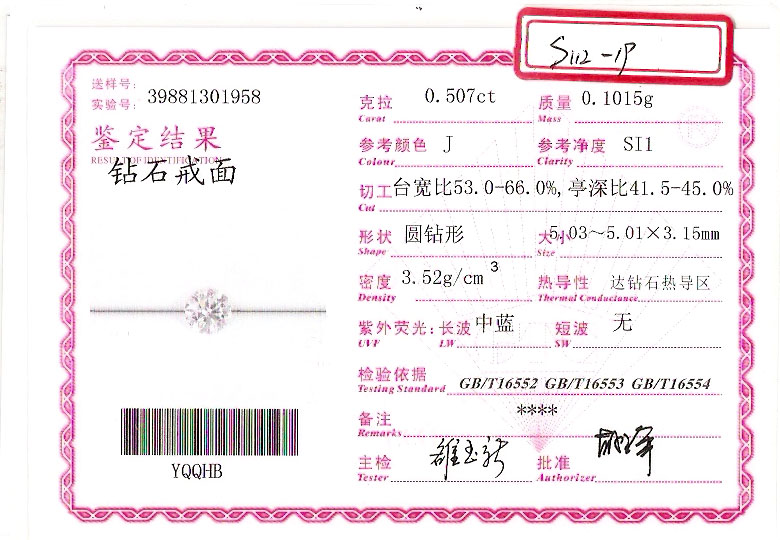 S112-18
送样号:
实验号: 39881301958
鉴定结果
RESULT OF IDENTIFICATION
钻石戒面
YQQHB
克拉 0.507ct 质量 0.1015g
Carat Mass
参考颜色 J 参考净度 SI1
Colour Clarity
切工 台宽比53.0-66.0%,亭深比41.5-45.0%
Cut
形状 圆钻形 大小 5.03～5.01×3.15mm
Shape Size
密度 3.52g/cm³ 热导性 达钻石热导区
Density Thermal Conductance
紫外荧光: 长波 中蓝 短波 无
UVF LW SW
检验依据
Testing Standard GB/T16552 GB/T16553 GB/T16554
备注 ****
Remarks
主检 批准
Tester Authorizer